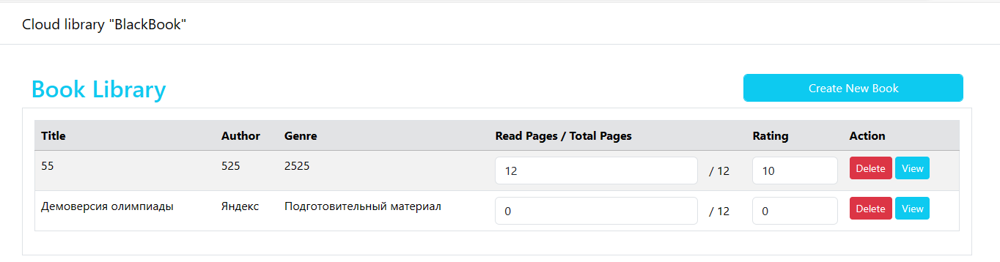 Cloud library "BlackBook"
Book Library
Create New Book
Title Author Genre Read Pages / Total Pages Rating Action
55 525 2525 12 / 12 10 Delete View
Демоверсия олимпиады Яндекс Подготовительный материал 0 / 12 0 Delete View